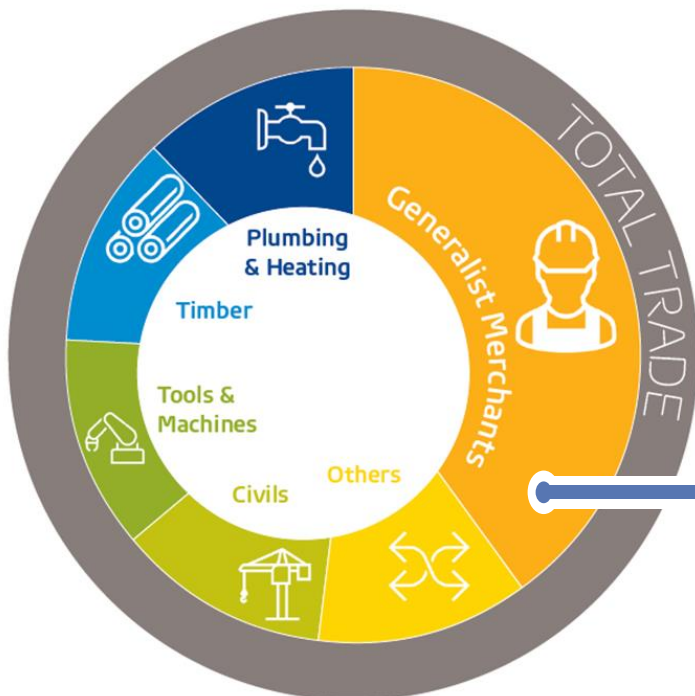 TOTAL TRADE
Generalist Merchants
Plumbing
& Heating
Timber
Tools &
Machines
Civils
Others